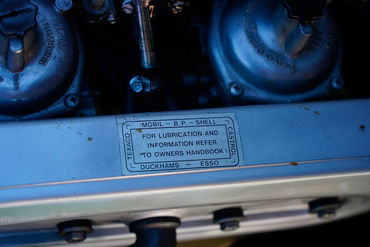 MOBIL - B.P. - SHELL
TEXACO
FOR LUBRICATION AND
INFORMATION REFER
TO OWNERS HANDBOOK
CASTROL
DUCKHAMS - ESSO